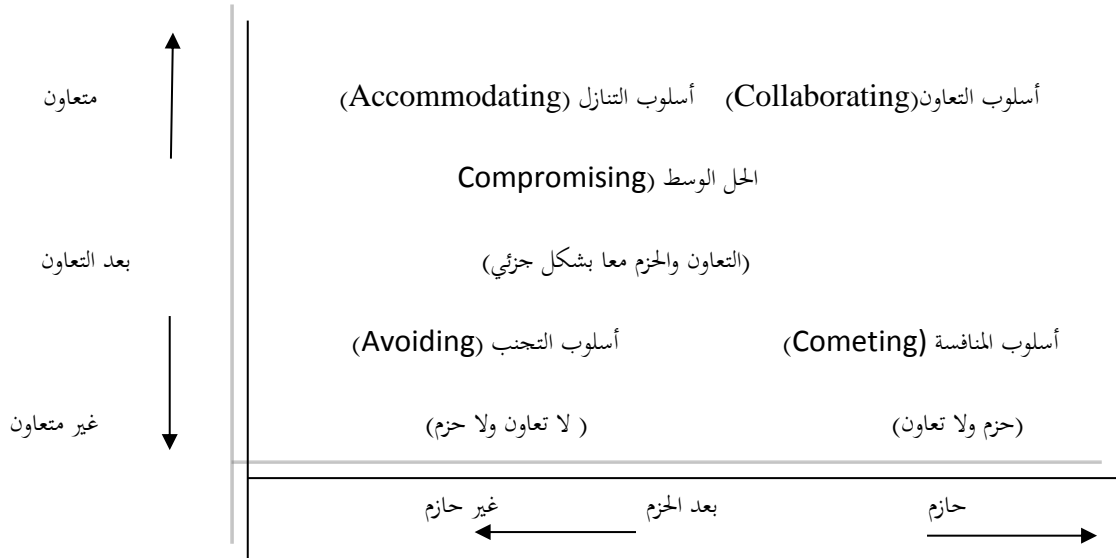 أسلوب التعاون(Collaborating) أسلوب التنازل (Accommodating) متعاون
الحل الوسط (Compromising
(التعاون والحزم معا بشكل جزئي) بعد التعاون
أسلوب المنافسة (Cometing) أسلوب التجنب (Avoiding)
(حزم ولا تعاون) ( لا تعاون ولا حزم) غير متعاون
حازم بعد الحزم غير حازم